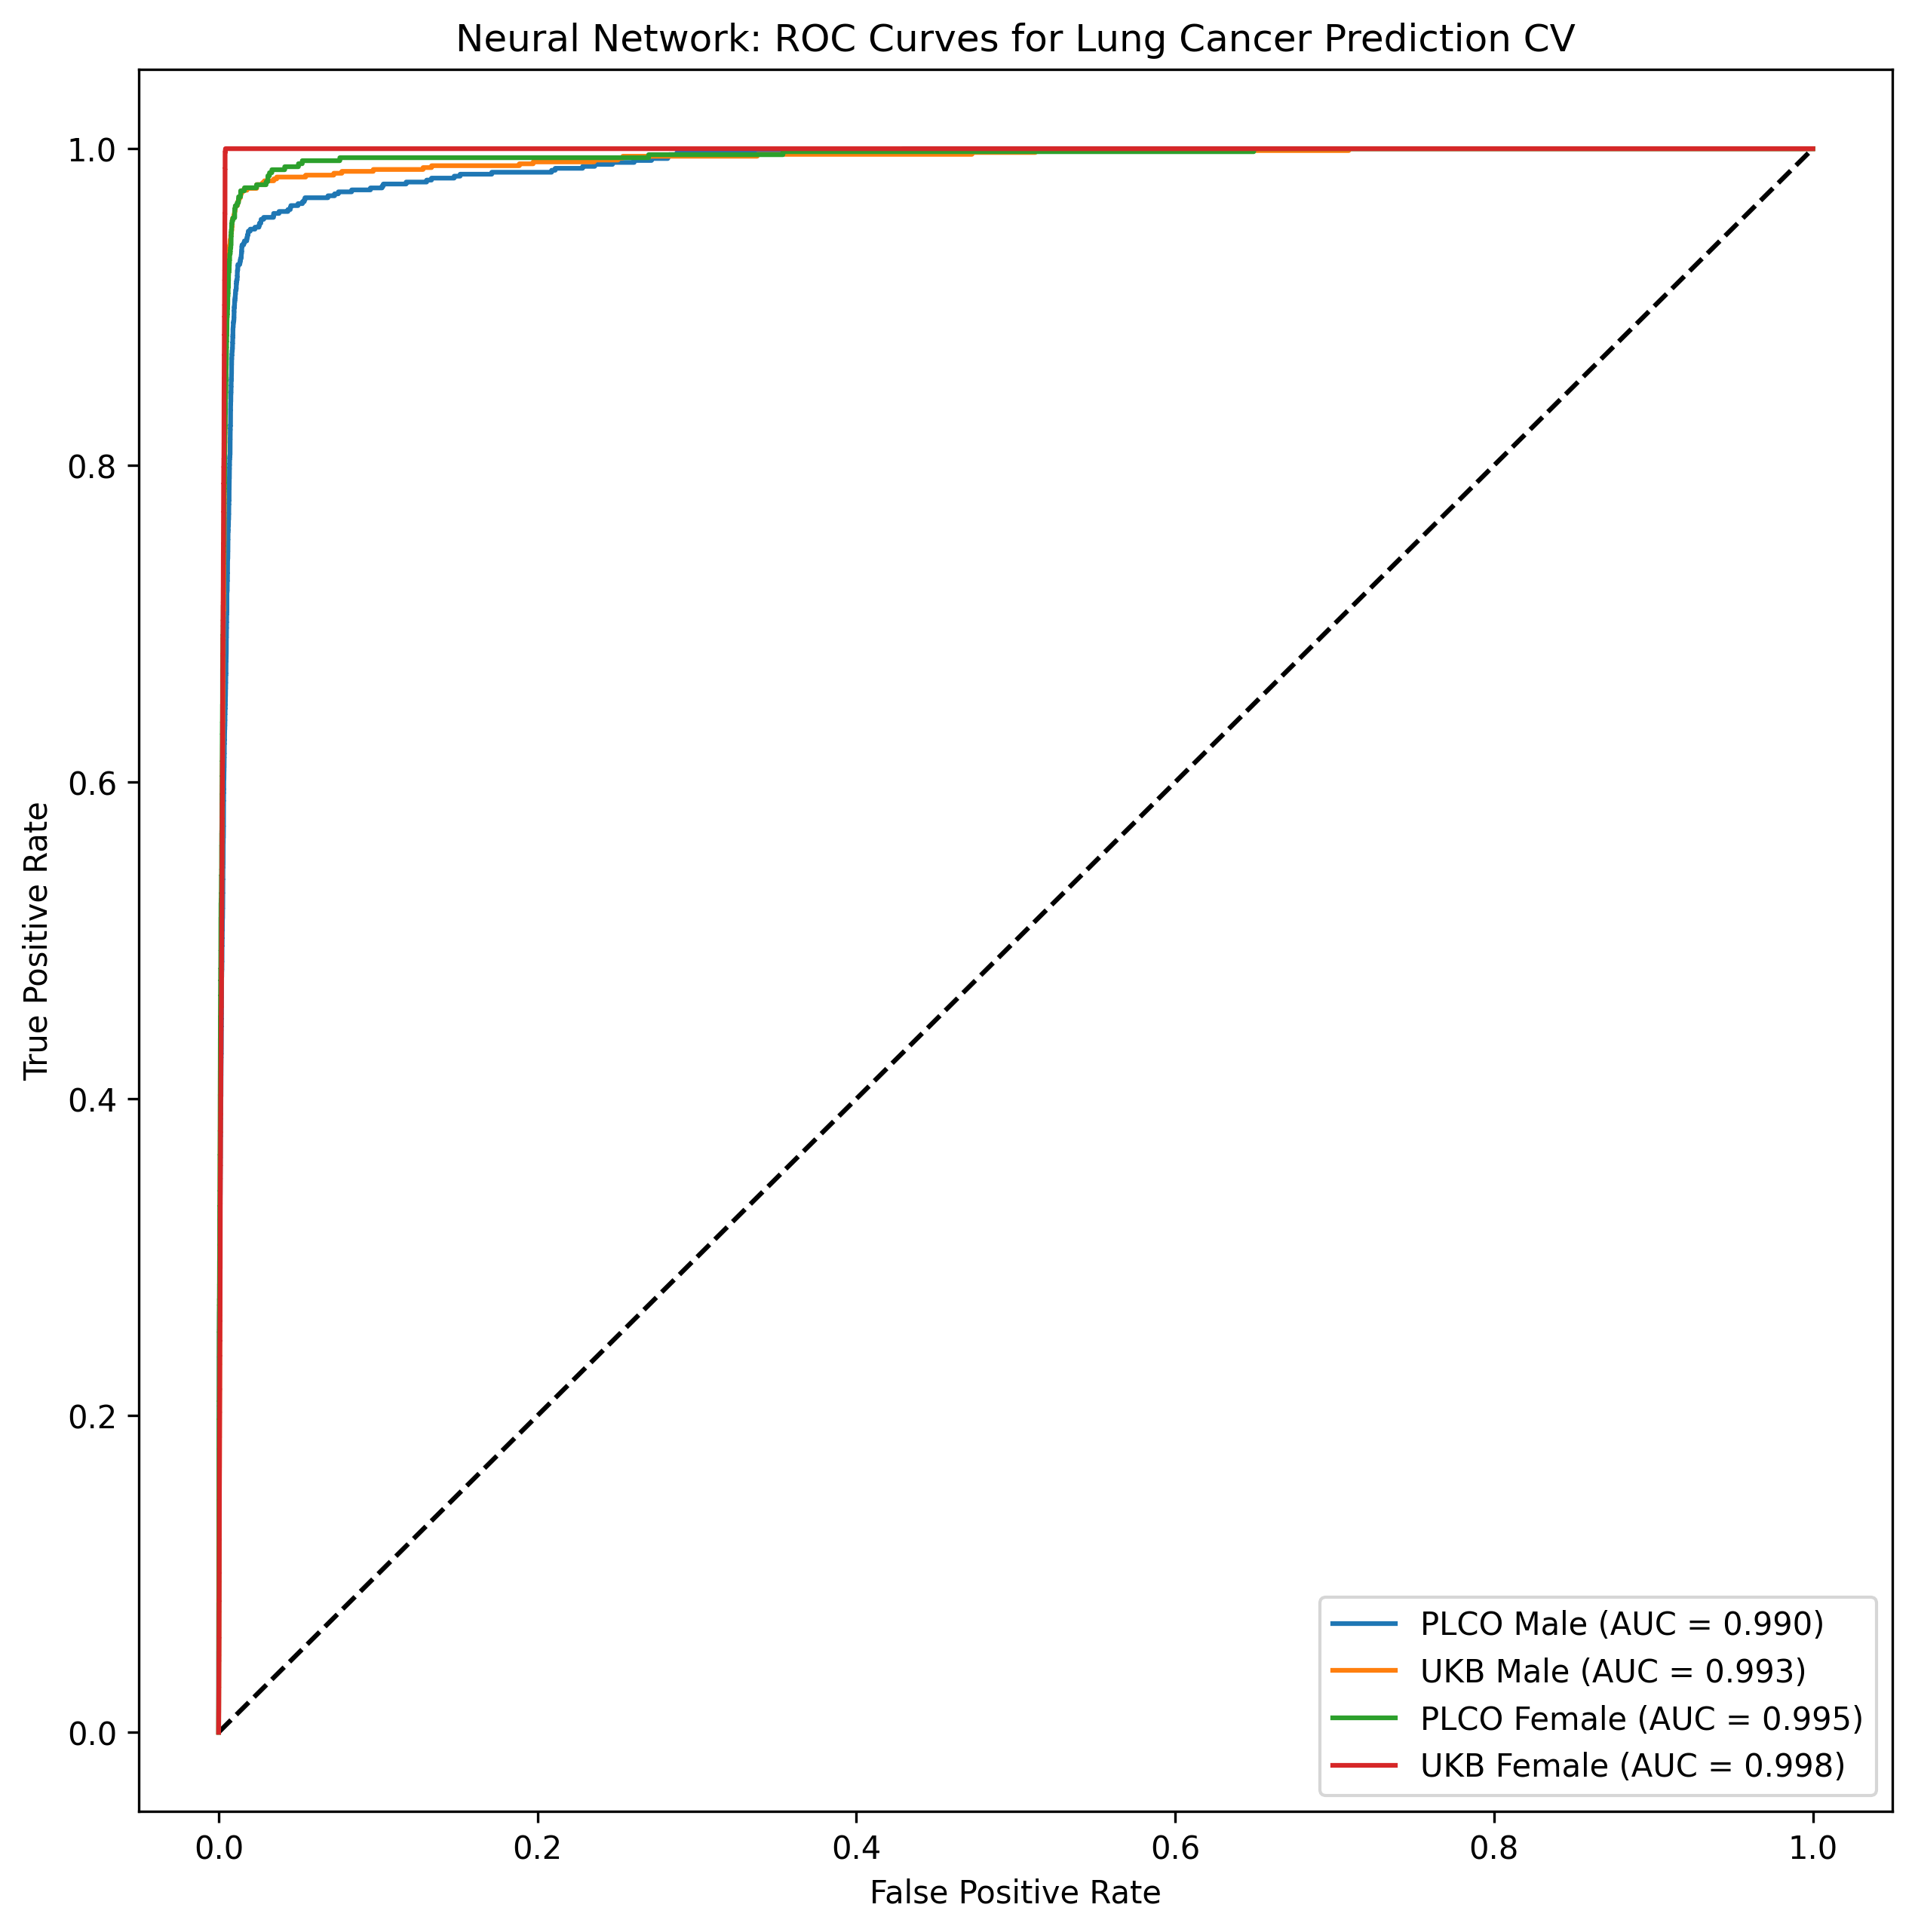 Neural Network: ROC Curves for Lung Cancer Prediction CV
True Positive Rate
1.0
0.8
0.6
0.4
0.2
0.0
PLCO Male (AUC = 0.990)
UKB Male (AUC = 0.993)
PLCO Female (AUC = 0.995)
UKB Female (AUC = 0.998)
0.0 0.2 0.4 0.6 0.8 1.0
False Positive Rate